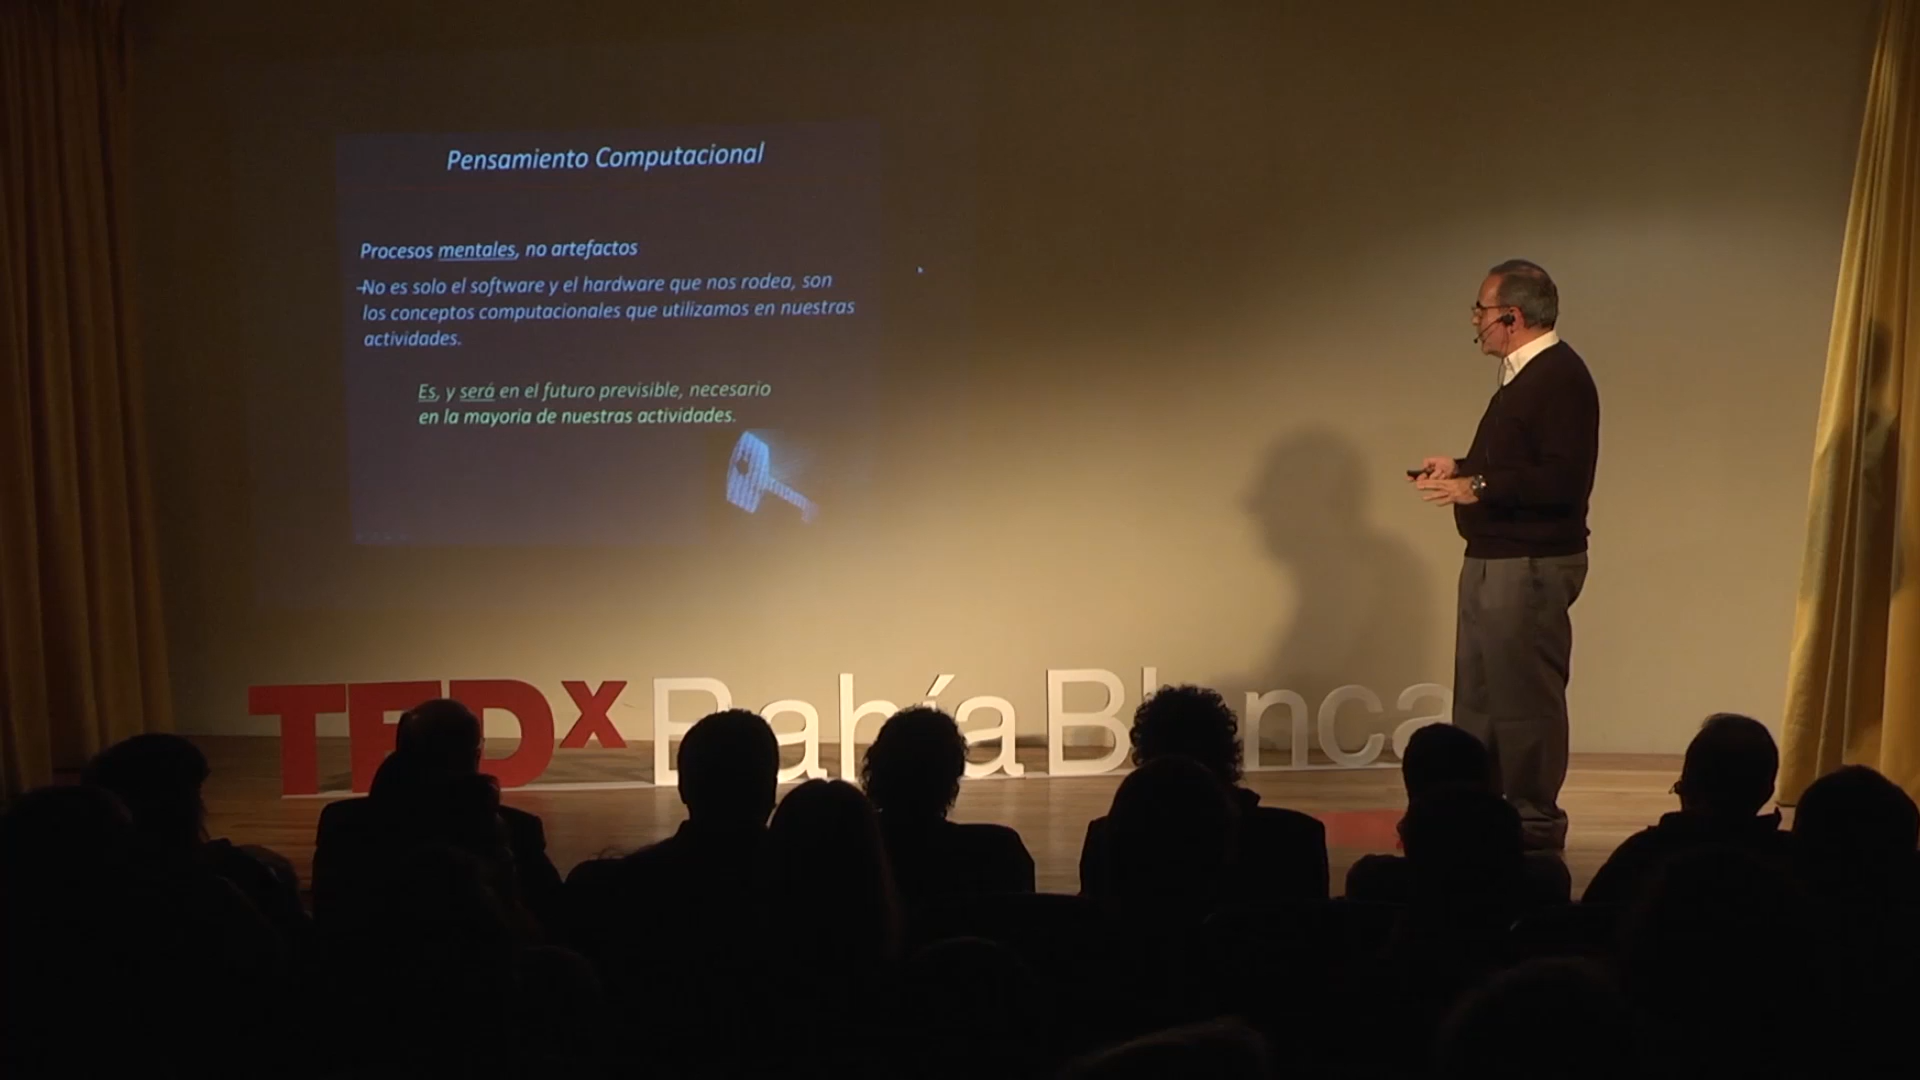 Pensamiento Computacional
Procesos mentales, no artefactos
-No es solo el software y el hardware que nos rodea, son
los conceptos computacionales que utilizamos en nuestras
actividades.
Es, y será en el futuro previsible, necesario
en la mayoria de nuestras actividades.
TEDx Bahía Blanca